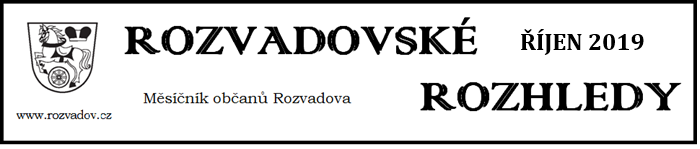 ROZVADOVSKÉ
ŘÍJEN 2019
ROZHLEDY
Měsíčník občanů Rozvadova
www.rozvadov.cz